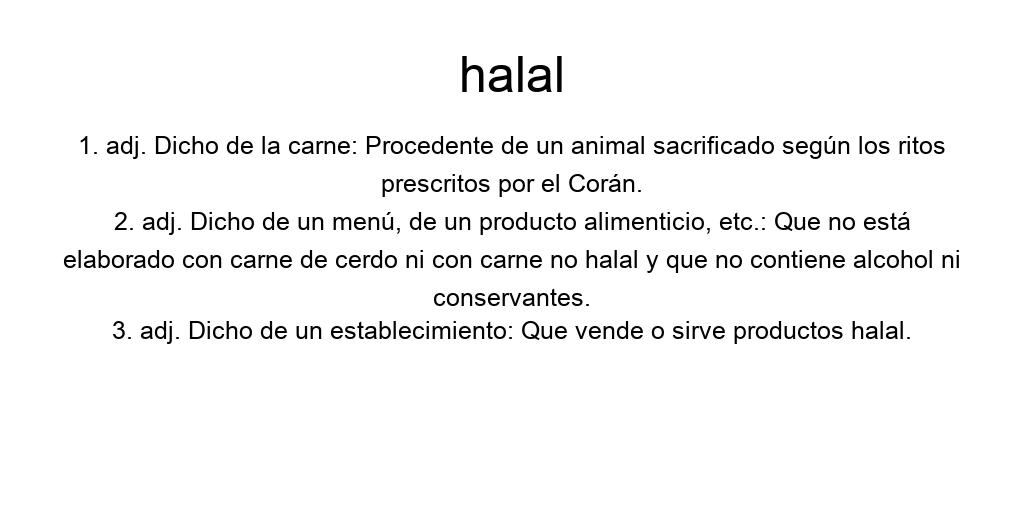 halal
1. adj. Dicho de la carne: Procedente de un animal sacrificado según los ritos
prescritos por el Corán.
2. adj. Dicho de un menú, de un producto alimenticio, etc.: Que no está
elaborado con carne de cerdo ni con carne no halal y que no contiene alcohol ni
conservantes.
3. adj. Dicho de un establecimiento: Que vende o sirve productos halal.